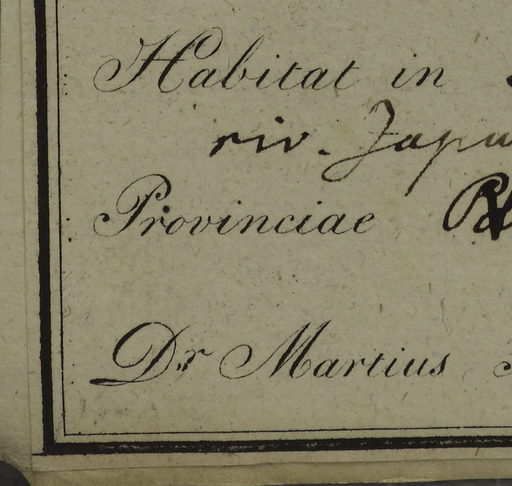 Habitat in
riv. Japu
Provinciae
Dr Martius